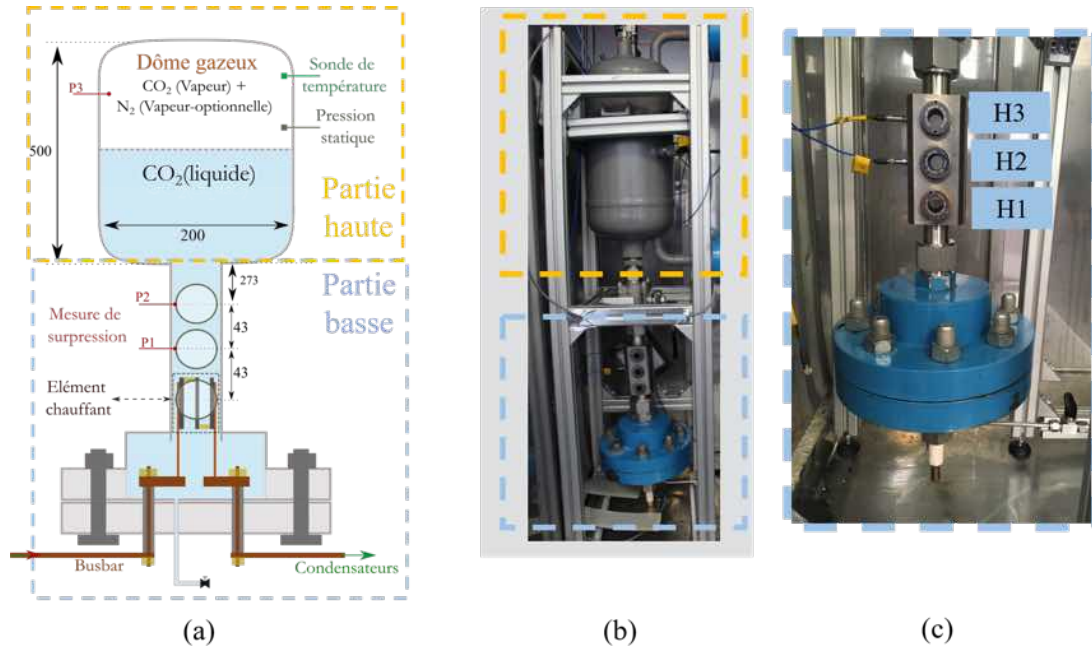 Dôme gazeux
CO₂ (Vapeur) +
N₂ (Vapeur-optionnelle)
P3
Sonde de
température
Pression
statique
500
CO₂(liquide)
Partie
haute
200
273
Partie
basse
P2
Mesure de
surpression
43
P1
43
Elément
chauffant
Busbar
Condensateurs
H3
H2
H1
(a)
(b)
(c)